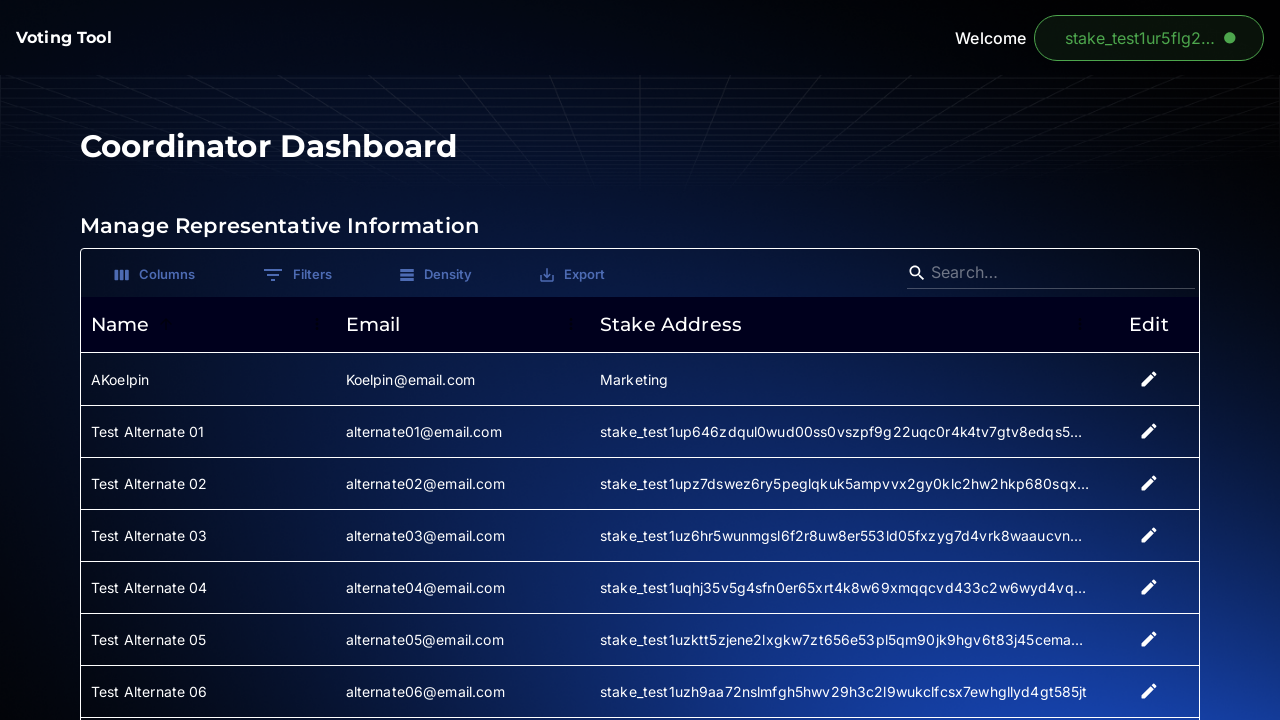 Voting Tool
Welcome
stake_test1ur5flg2...
Coordinator Dashboard
Manage Representative Information
Columns Filters Density Export Search…
Name Email Stake Address Edit
AKoelpin Koelpin@email.com Marketing
Test Alternate 01 alternate01@email.com stake_test1up646zdqul0wud00ss0vszpf9g22uqc0r4k4tv7gtv8edqs5...
Test Alternate 02 alternate02@email.com stake_test1upz7dswez6ry5peglqkuk5ampvvx2gy0klc2hw2hkp680sqx...
Test Alternate 03 alternate03@email.com stake_test1uz6hr5wunmgsl6f2r8uw8er553ld05fxzyg7d4vrk8waaucvn...
Test Alternate 04 alternate04@email.com stake_test1uqhj35v5g4sfn0er65xrt4k8w69xmqqcvd433c2w6wyd4vq...
Test Alternate 05 alternate05@email.com stake_test1uzktt5zjene2lxgkw7zt656e53pl5qm90jk9hgv6t83j45cema...
Test Alternate 06 alternate06@email.com stake_test1uzh9aa72nslmfgh5hwv29h3c2l9wukclfcsx7ewhgllyd4gt585jt